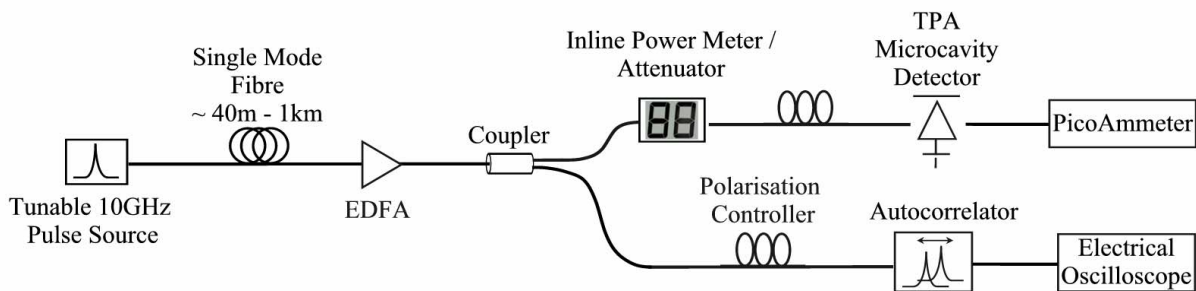 Single Mode
Fibre
~ 40m - 1km
Tunable 10GHz
Pulse Source
EDFA
Coupler
Inline Power Meter /
Attenuator
88
TPA
Microcavity
Detector
PicoAmmeter
Polarisation
Controller
Autocorrelator
Electrical
Oscilloscope